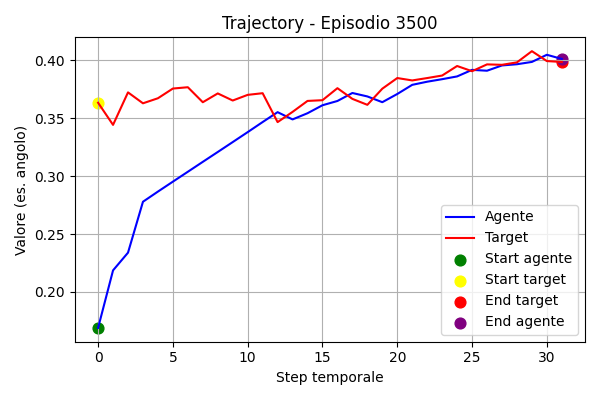 Trajectory - Episodio 3500
Valore (es. angolo)
0.40
0.35
0.30
0.25
0.20
Agente
Target
Start agente
Start target
End target
End agente
0 5 10 15 20 25 30
Step temporale